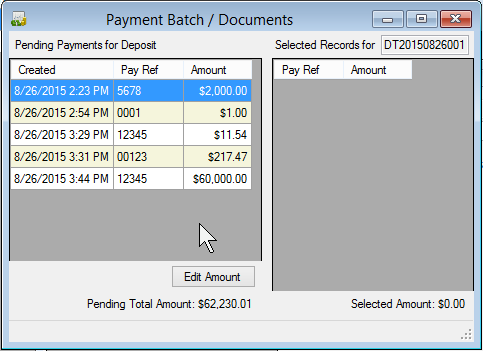 Payment Batch / Documents
Pending Payments for Deposit
Selected Records for DT20150826001
Created Pay Ref Amount
8/26/2015 2:23 PM 5678 $2,000.00
8/26/2015 2:54 PM 0001 $1.00
8/26/2015 3:29 PM 12345 $11.54
8/26/2015 3:31 PM 00123 $217.47
8/26/2015 3:44 PM 12345 $60,000.00
Pay Ref Amount
Edit Amount
Pending Total Amount: $62,230.01
Selected Amount: $0.00